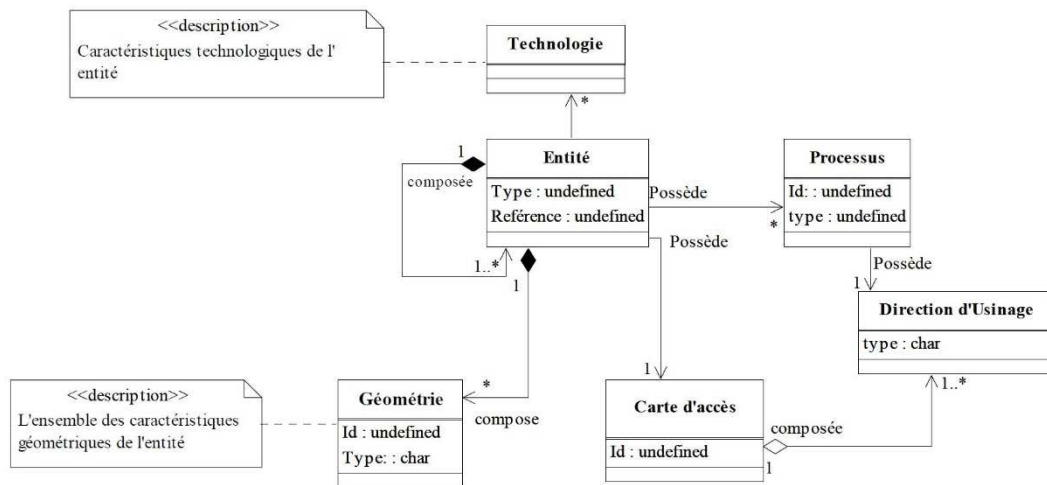 <<description>>
Caractéristiques technologiques de l'
entité
Technologie
*
1
composée
1..*
Entité
Type : undefined
Reférence : undefined
Possède
*
Processus
Id: : undefined
type : undefined
Possède
1
Possède
1
Direction d'Usinage
type : char
1..*
1
*
compose
<<description>>
L'ensemble des caractéristiques
géométriques de l'entité
Géométrie
Id : undefined
Type: : char
Carte d'accès
Id : undefined
composée
1